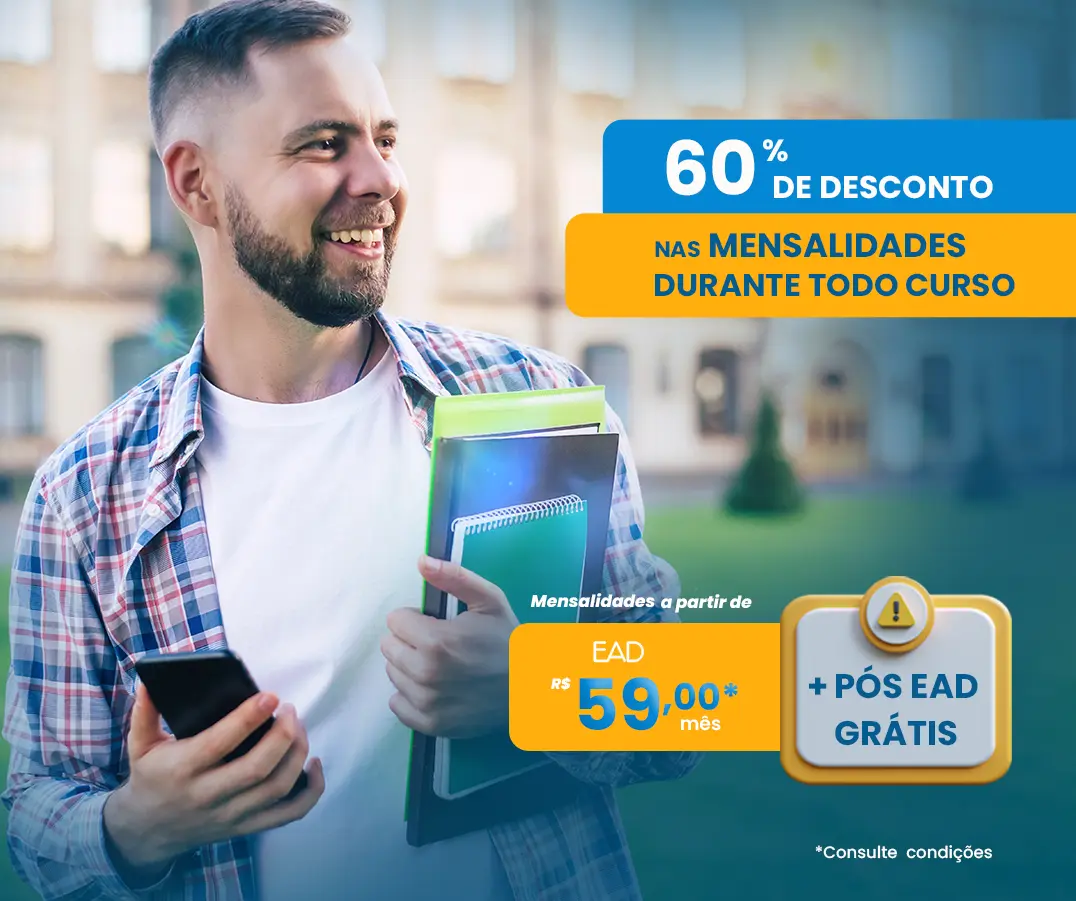 60% DE DESCONTO
NAS MENSALIDADES
DURANTE TODO CURSO
Mensalidades a partir de
EAD
R$ 59,00*
mês
+ PÓS EAD
GRÁTIS
*Consulte condições